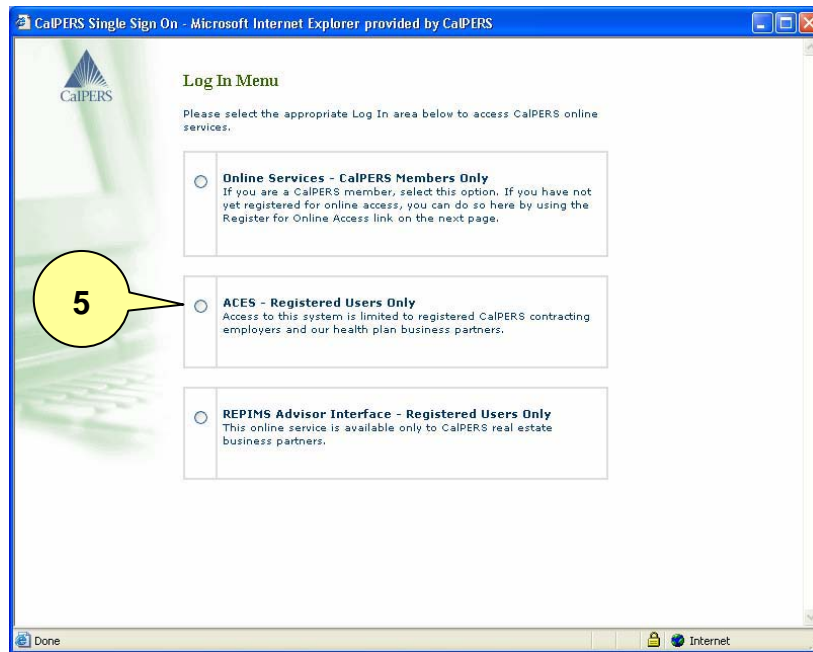 CalPERS Single Sign On - Microsoft Internet Explorer provided by CalPERS
CalPERS
Log In Menu
Please select the appropriate Log In area below to access CalPERS online
services.
Online Services - CalPERS Members Only
If you are a CalPERS member, select this option. If you have not
yet registered for online access, you can do so here by using the
Register for Online Access link on the next page.
5
ACES - Registered Users Only
Access to this system is limited to registered CalPERS contracting
employers and our health plan business partners.
REPIMS Advisor Interface - Registered Users Only
This online service is available only to CalPERS real estate
business partners.
Done
Internet